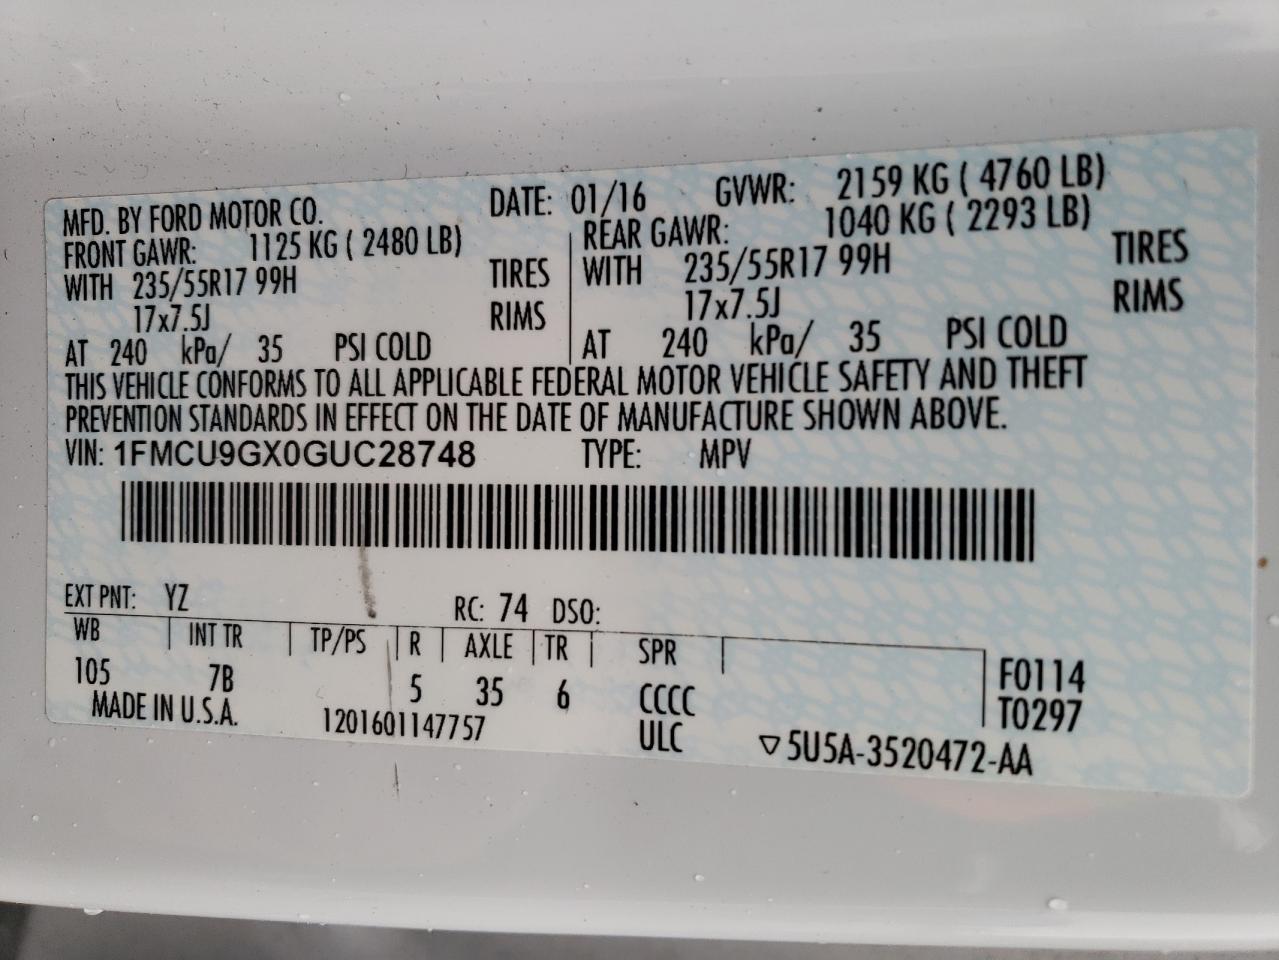 MFD. BY FORD MOTOR CO. DATE: 01/16 GVWR: 2159 KG ( 4760 LB)
FRONT GAWR: 1125 KG ( 2480 LB) REAR GAWR: 1040 KG ( 2293 LB)
WITH 235/55R17 99H TIRES WITH 235/55R17 99H TIRES
17x7.5J RIMS 17x7.5J RIMS
AT 240 kPa/ 35 PSI COLD AT 240 kPa/ 35 PSI COLD
THIS VEHICLE CONFORMS TO ALL APPLICABLE FEDERAL MOTOR VEHICLE SAFETY AND THEFT
PREVENTION STANDARDS IN EFFECT ON THE DATE OF MANUFACTURE SHOWN ABOVE.
VIN: 1FMCU9GX0GUC28748 TYPE: MPV
EXT PNT: YZ RC: 74 DSO:
WB INT TR TP/PS R AXLE TR SPR
105 7B 5 35 6 CCCC F0114
MADE IN U.S.A. 1201601147757 ULC T0297
5U5A-3520472-AA